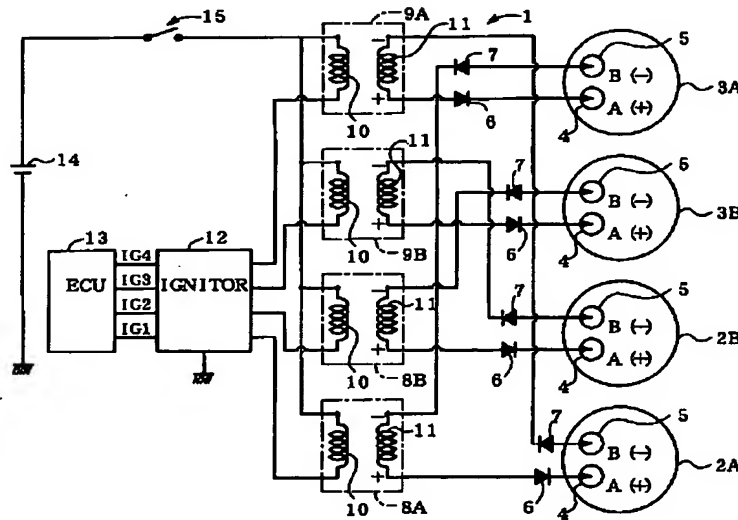 15
9A
1
11
7
5
B (-)
A (+)
3A
10
6
4
14
11
7
5
B (-)
A (+)
3B
10
9B
6
4
13
12
ECU
IG4
IG3
IG2
IG1
IGNITOR
11
7
5
B (-)
A (+)
2B
10
8B
6
4
11
7
5
B (-)
A (+)
2A
10
8A
6
4